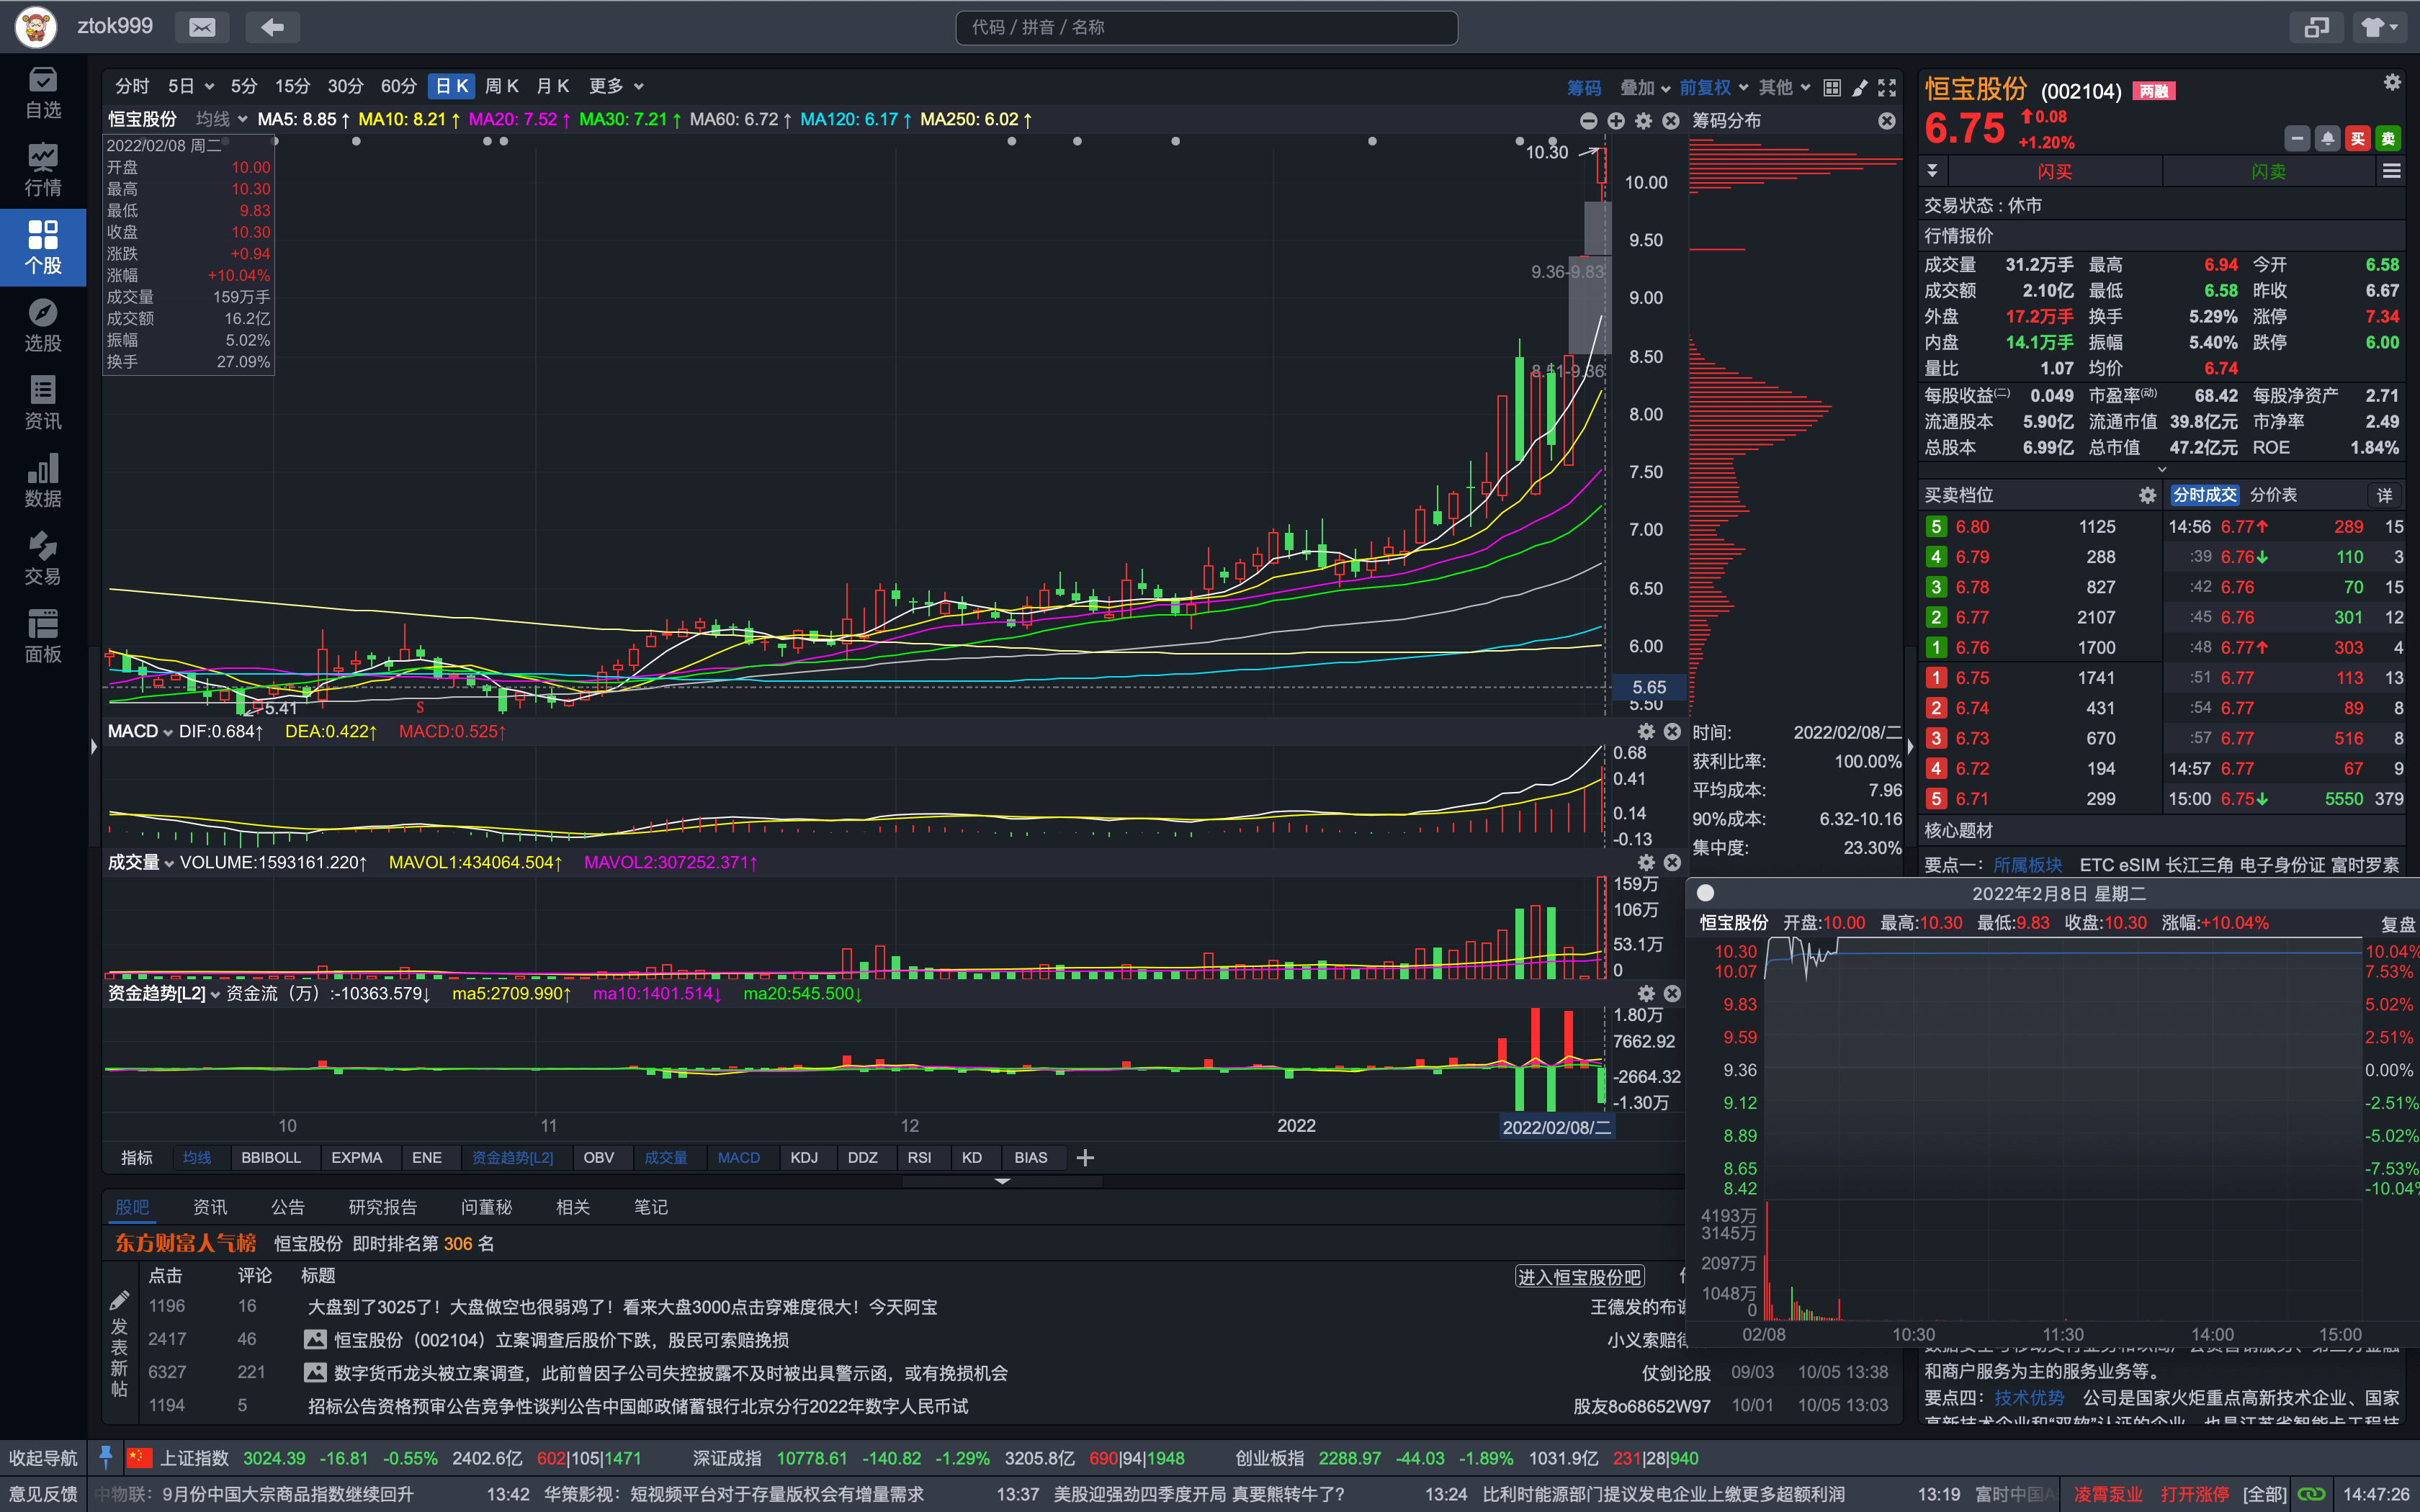 ztok999
代码 / 拼音 / 名称
自选
行情
个股
选股
资讯
数据
交易
面板
分时 5日 5分 15分 30分 60分 日K 周K 月K 更多 筹码 叠加 前复权 其他
恒宝股份 均线 MA5: 8.85↑ MA10: 8.21↑ MA20: 7.52↑ MA30: 7.21↑ MA60: 6.72↑ MA120: 6.17↑ MA250: 6.02↑
2022/02/08 周二
开盘 10.00
最高 10.30
最低 9.83
收盘 10.30
涨跌 +0.94
涨幅 +10.04%
成交量 159万手
成交额 16.2亿
振幅 5.02%
换手 27.09%
10.30
9.36-9.83
8.51-9.36
5.41
S
10.00
9.50
9.00
8.50
8.00
7.50
7.00
6.50
6.00
5.65
5.50
筹码分布
时间: 2022/02/08/二
获利比率: 100.00%
平均成本: 7.96
90%成本: 6.32-10.16
集中度: 23.30%
MACD DIF:0.684↑ DEA:0.422↑ MACD:0.525↑
0.68
0.41
0.14
-0.13
成交量 VOLUME:1593161.220↑ MAVOL1:434064.504↑ MAVOL2:307252.371↑
159万
106万
53.1万
0
资金趋势[L2] 资金流（万）:-10363.579↓ ma5:2709.990↑ ma10:1401.514↓ ma20:545.500↓
1.80万
7662.92
-2664.32
-1.30万
10 11 12 2022 2022/02/08/二
指标 均线 BBIBOLL EXPMA ENE 资金趋势[L2] OBV 成交量 MACD KDJ DDZ RSI KD BIAS
股吧 资讯 公告 研究报告 问董秘 相关 笔记
东方财富人气榜 恒宝股份 即时排名第 306 名
点击 评论 标题 进入恒宝股份吧
发表新帖
1196 16 大盘到了3025了！大盘做空也很弱鸡了！看来大盘3000点击穿难度很大！今天阿宝 王德发的布
2417 46 恒宝股份（002104）立案调查后股价下跌，股民可索赔挽损 小义索赔
6327 221 数字货币龙头被立案调查，此前曾因子公司失控披露不及时被出具警示函，或有挽损机会 仗剑论股 09/03 10/05 13:38
1194 5 招标公告资格预审公告竞争性谈判公告中国邮政储蓄银行北京分行2022年数字人民币试 股友8o68652W97 10/01 10/05 13:03
恒宝股份 (002104) 两融
6.75 0.08
+1.20%
买 卖
闪买 闪卖
交易状态 : 休市
行情报价
成交量 31.2万手 最高 6.94 今开 6.58
成交额 2.10亿 最低 6.58 昨收 6.67
外盘 17.2万手 换手 5.29% 涨停 7.34
内盘 14.1万手 振幅 5.40% 跌停 6.00
量比 1.07 均价 6.74
每股收益(二) 0.049 市盈率(动) 68.42 每股净资产 2.71
流通股本 5.90亿 流通市值 39.8亿元 市净率 2.49
总股本 6.99亿 总市值 47.2亿元 ROE 1.84%
买卖档位 分时成交 分价表 详
5 6.80 1125 14:56 6.77↑ 289 15
4 6.79 288 :39 6.76↓ 110 3
3 6.78 827 :42 6.76 70 15
2 6.77 2107 :45 6.76 301 12
1 6.76 1700 :48 6.77↑ 303 4
1 6.75 1741 :51 6.77 113 13
2 6.74 431 :54 6.77 89 8
3 6.73 670 :57 6.77 516 8
4 6.72 194 14:57 6.77 67 9
5 6.71 299 15:00 6.75↓ 5550 379
核心题材
要点一： 所属板块 ETC eSIM 长江三角 电子身份证 富时罗素
2022年2月8日 星期二
恒宝股份 开盘:10.00 最高:10.30 最低:9.83 收盘:10.30 涨幅:+10.04% 复盘
10.30 10.04%
10.07 7.53%
9.83 5.02%
9.59 2.51%
9.36 0.00%
9.12 -2.51%
8.89 -5.02%
8.65 -7.53%
8.42 -10.04%
4193万
3145万
2097万
1048万
0
02/08 10:30 11:30 14:00 15:00
和商户服务为主的服务业务等。
要点四： 技术优势 公司是国家火炬重点高新技术企业、国家
高新技术企业和“双软”认证的企业，也是江苏省智能卡工程技
收起导航 上证指数 3024.39 -16.81 -0.55% 2402.6亿 602|105|1471 深证成指 10778.61 -140.82 -1.29% 3205.8亿 690|94|1948 创业板指 2288.97 -44.03 -1.89% 1031.9亿 231|28|940
意见反馈 中物联：9月份中国大宗商品指数继续回升 13:42 华策影视：短视频平台对于存量版权会有增量需求 13:37 美股迎强劲四季度开局 真要熊转牛了？ 13:24 比利时能源部门提议发电企业上缴更多超额利润 13:19 富时中国A 凌霄泵业 打开涨停 [全部] 14:47:26